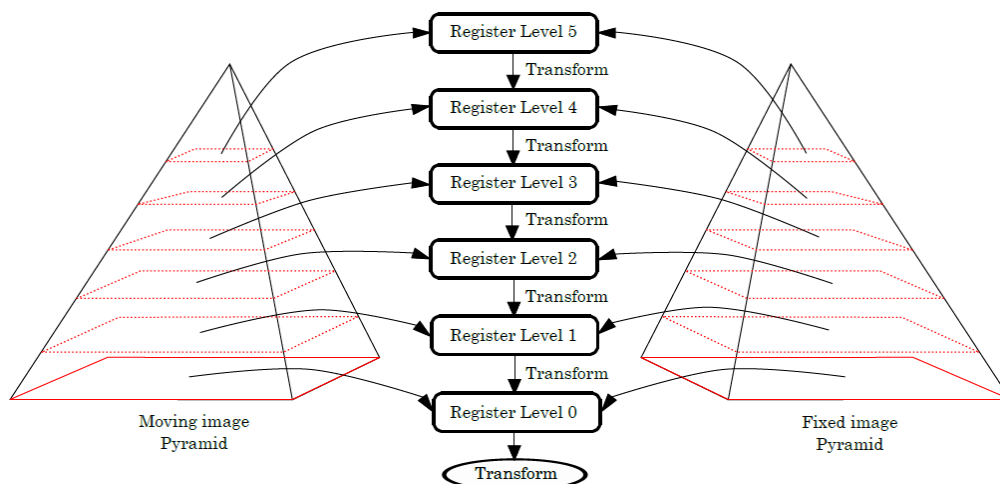 Register Level 5
Transform
Register Level 4
Transform
Register Level 3
Transform
Register Level 2
Transform
Register Level 1
Transform
Register Level 0
Transform
Moving image
Pyramid
Fixed image
Pyramid